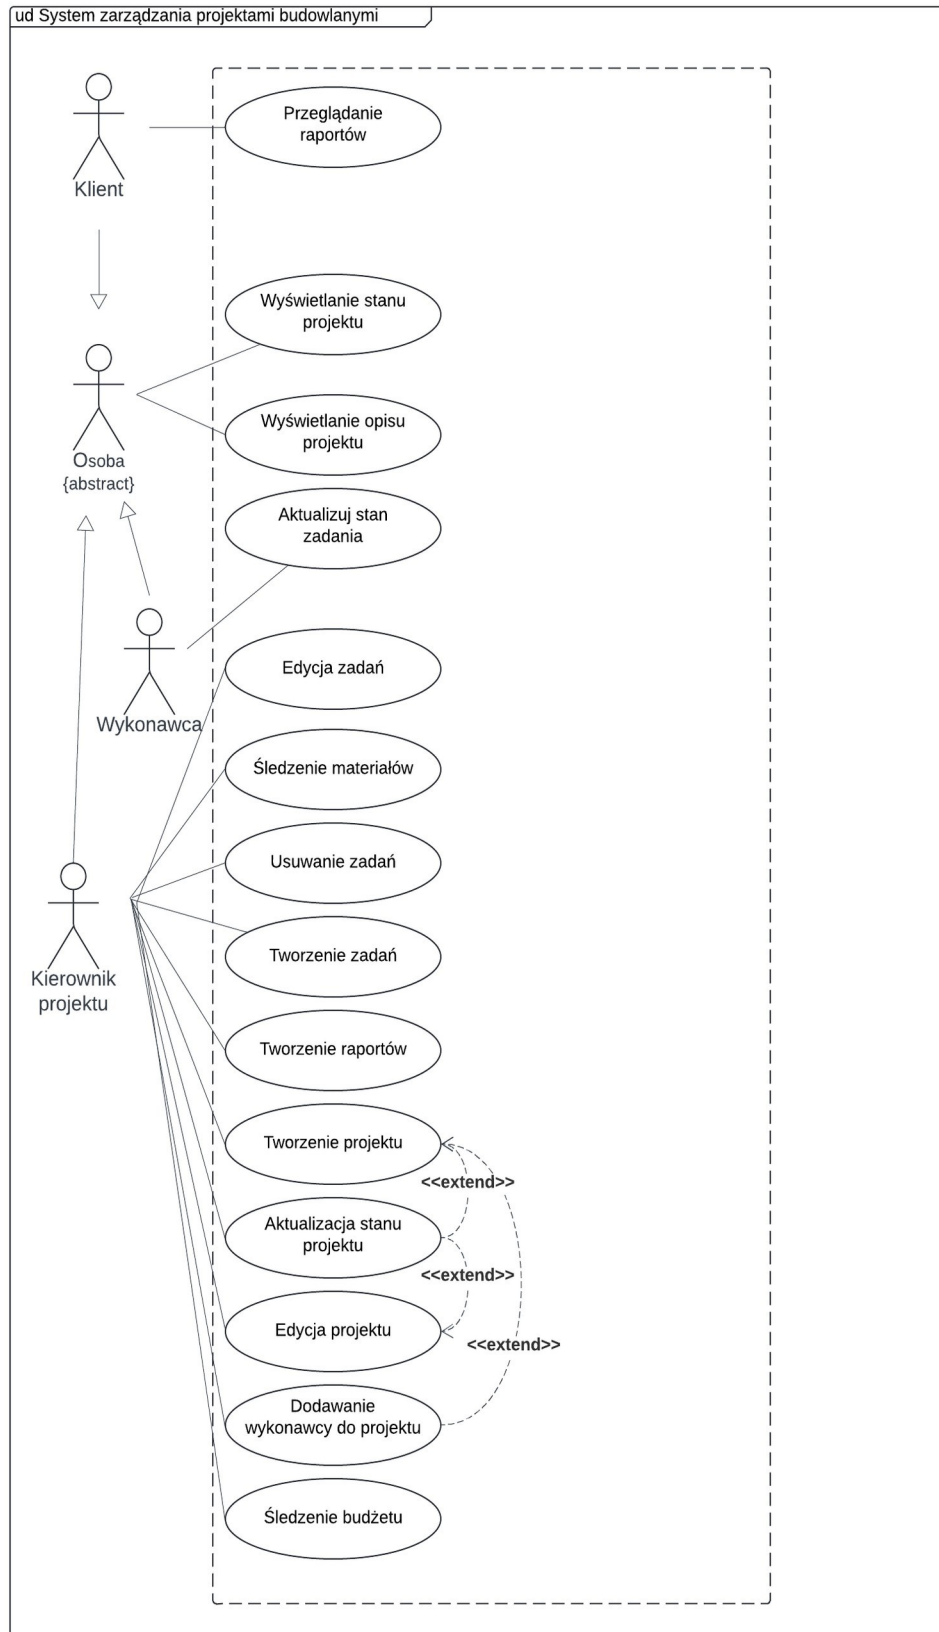 ud System zarządzania projektami budowlanymi
Przeglądanie
raportów
Klient
Wyświetlanie stanu
projektu
Wyświetlanie opisu
projektu
Osoba
{abstract}
Aktualizuj stan
zadania
Edycja zadań
Wykonawca
Śledzenie materiałów
Usuwanie zadań
Tworzenie zadań
Kierownik
projektu
Tworzenie raportów
Tworzenie projektu
<<extend>>
Aktualizacja stanu
projektu
<<extend>>
Edycja projektu
<<extend>>
Dodawanie
wykonawcy do projektu
Śledzenie budżetu